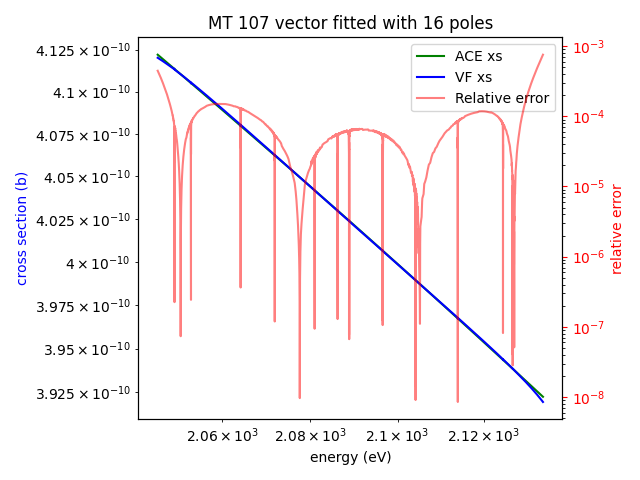 MT 107 vector fitted with 16 poles
ACE xs
VF xs
Relative error
4.125 × 10⁻¹⁰
4.1 × 10⁻¹⁰
4.075 × 10⁻¹⁰
4.05 × 10⁻¹⁰
4.025 × 10⁻¹⁰
4 × 10⁻¹⁰
3.975 × 10⁻¹⁰
3.95 × 10⁻¹⁰
3.925 × 10⁻¹⁰
cross section (b)
10⁻³
10⁻⁴
10⁻⁵
10⁻⁶
10⁻⁷
10⁻⁸
relative error
2.06 × 10³ 2.08 × 10³ 2.1 × 10³ 2.12 × 10³
energy (eV)